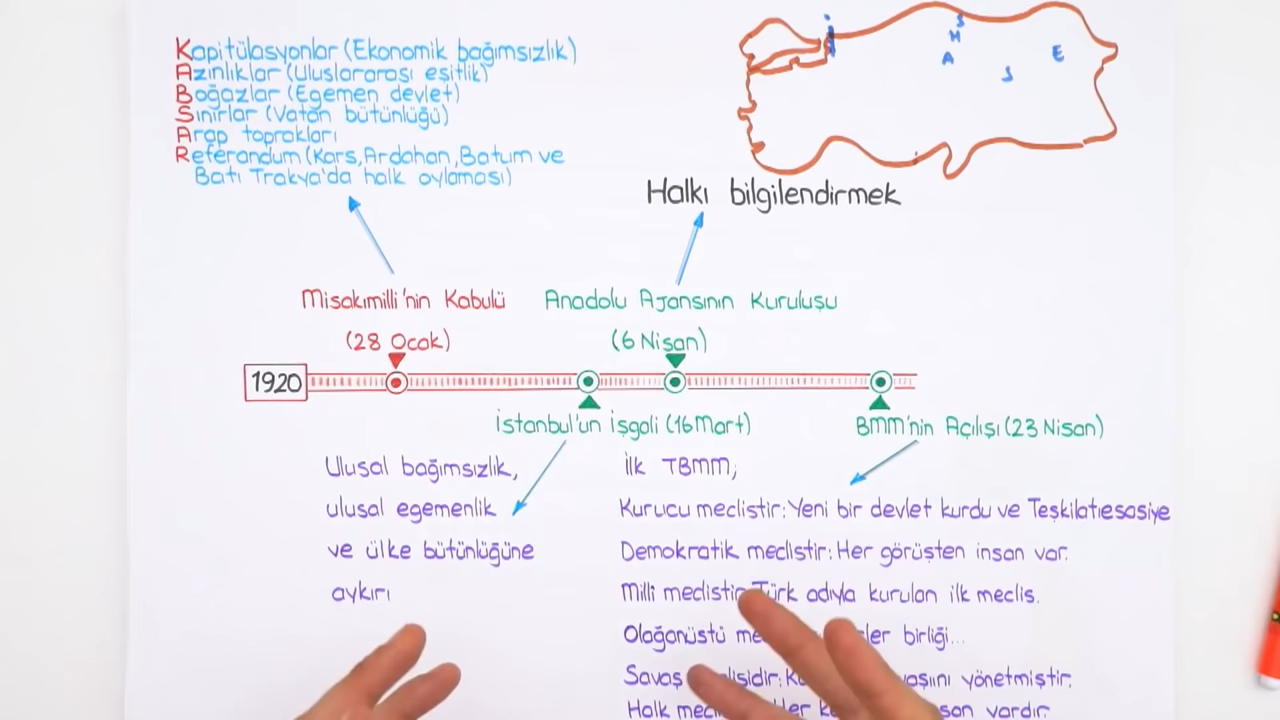 Kapitülasyonlar (Ekonomik bağımsızlık)
Azınlıklar (Uluslararası eşitlik)
Boğazlar (Egemen devlet)
Sınırlar (Vatan bütünlüğü)
Arap toprakları
Referandum (Kars, Ardahan, Batum ve
Batı Trakya'da halk oylaması)
İ
S
H
A
S
E
Halkı bilgilendirmek
Misakımilli'nin Kabulü
(28 Ocak)
Anadolu Ajansının Kuruluşu
(6 Nisan)
1920
İstanbul'un İşgali (16 Mart)
BMM'nin Açılışı (23 Nisan)
Ulusal bağımsızlık,
ulusal egemenlik
ve ülke bütünlüğüne
aykırı
İlk TBMM;
Kurucu meclistir: Yeni bir devlet kurdu ve Teşkilatıesasiye
Demokratik meclistir: Her görüşten insan var.
Milli meclistir Türk adıyla kurulan ilk meclis.
Olağanüstü birliği...
Savaş yönetmiştir.
Halk vardır